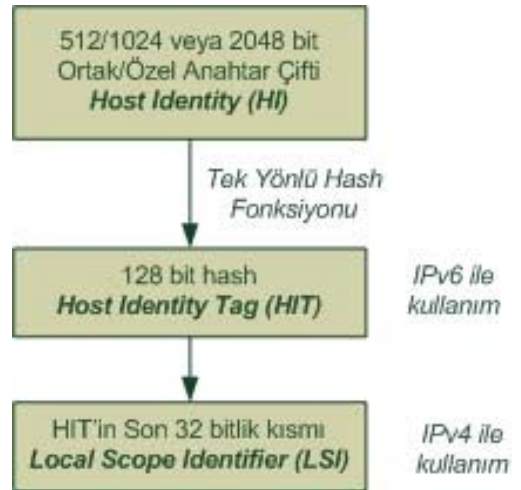 512/1024 veya 2048 bit
Ortak/Özel Anahtar Çifti
Host Identity (HI)
Tek Yönlü Hash
Fonksiyonu
128 bit hash
Host Identity Tag (HIT)
IPv6 ile
kullanım
HIT'in Son 32 bitlik kısmı
Local Scope Identifier (LSI)
IPv4 ile
kullanım